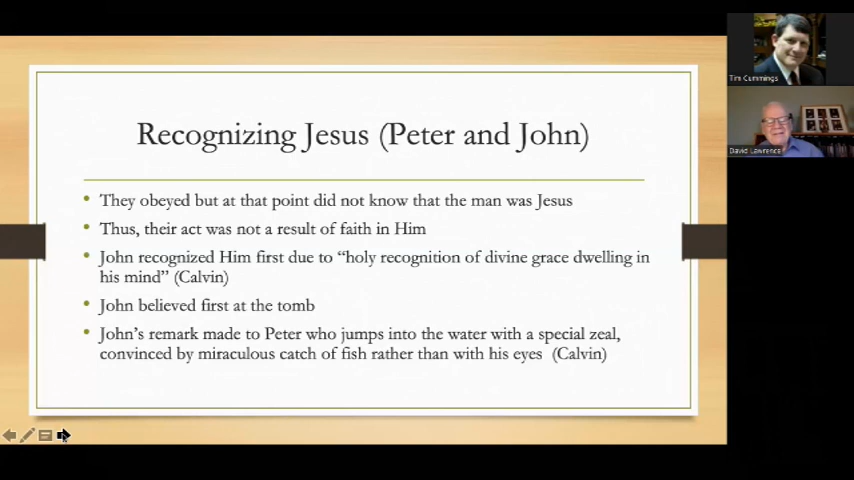 Recognizing Jesus (Peter and John)
• They obeyed but at that point did not know that the man was Jesus
• Thus, their act was not a result of faith in Him
• John recognized Him first due to “holy recognition of divine grace dwelling in
his mind” (Calvin)
• John believed first at the tomb
• John’s remark made to Peter who jumps into the water with a special zeal,
convinced by miraculous catch of fish rather than with his eyes (Calvin)
Tim Cummings
David Lawrence